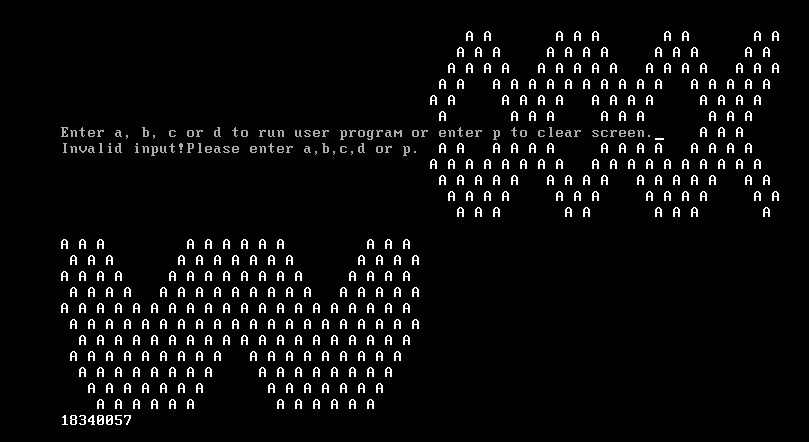 A A A A A A A A A
A A A A A A A A A A A A
A A A A A A A A A A A A A A A A
A A A A A A A A A A A A A A A A
A A A A A A A A A A A A A A
A A A A A A A A A A A
Enter a, b, c or d to run user program or enter p to clear screen._ A A A
Invalid input!Please enter a,b,c,d or p. A A A A A A A A A A A A A A
A A A A A A A A A A A A A A A A A A A
A A A A A A A A A A A A A A A A
A A A A A A A A A A A A A
A A A A A A A A A
A A A A A A A A A A A A
A A A A A A A A A A A A A A
A A A A A A A A A A A A A A A A
A A A A A A A A A A A A A A A A A A
A A A A A A A A A A A A A A A A A A A A
A A A A A A A A A A A A A A A A A A A A
A A A A A A A A A A A A A A A A A A A
A A A A A A A A A A A A A A A A A A
A A A A A A A A A A A A A A A A
A A A A A A A A A A A A A A
A A A A A A A A A A A A
18340057